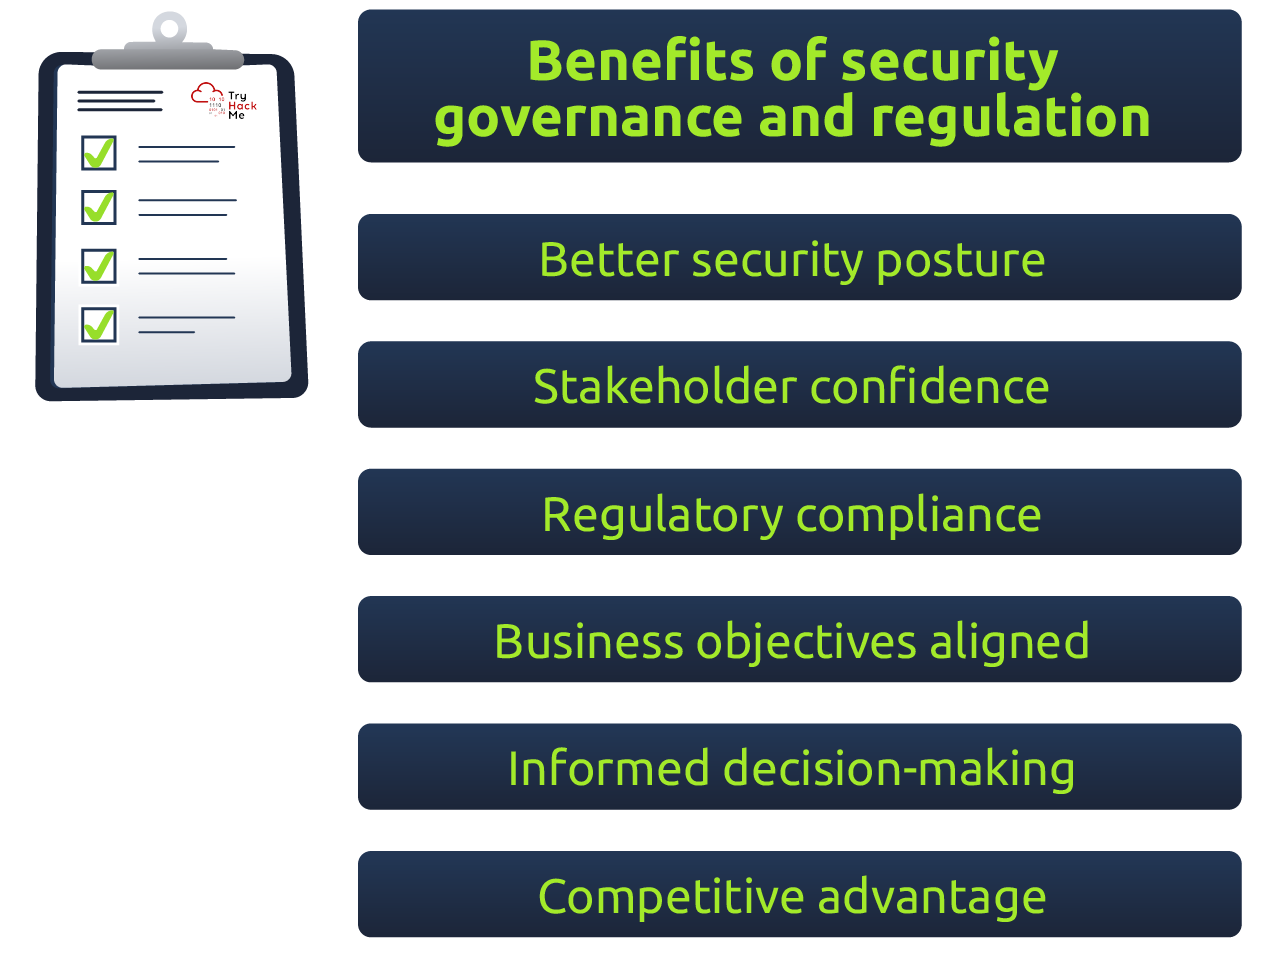 Try
Hack
Me
Benefits of security
governance and regulation
Better security posture
Stakeholder confidence
Regulatory compliance
Business objectives aligned
Informed decision-making
Competitive advantage